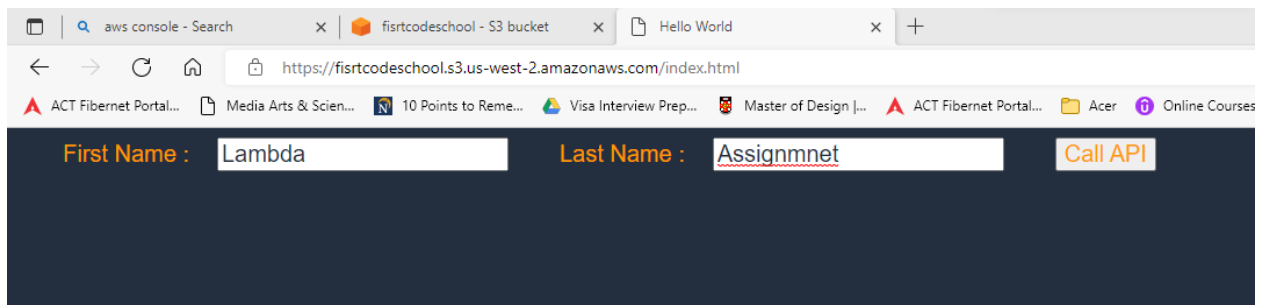 aws console - Search
fisrtcodeschool - S3 bucket
Hello World
https://fisrtcodeschool.s3.us-west-2.amazonaws.com/index.html
ACT Fibernet Portal... Media Arts & Scien... N 10 Points to Reme... Visa Interview Prep... Master of Design |... ACT Fibernet Portal... Acer Online Courses
First Name : Lambda Last Name : Assignmnet Call API